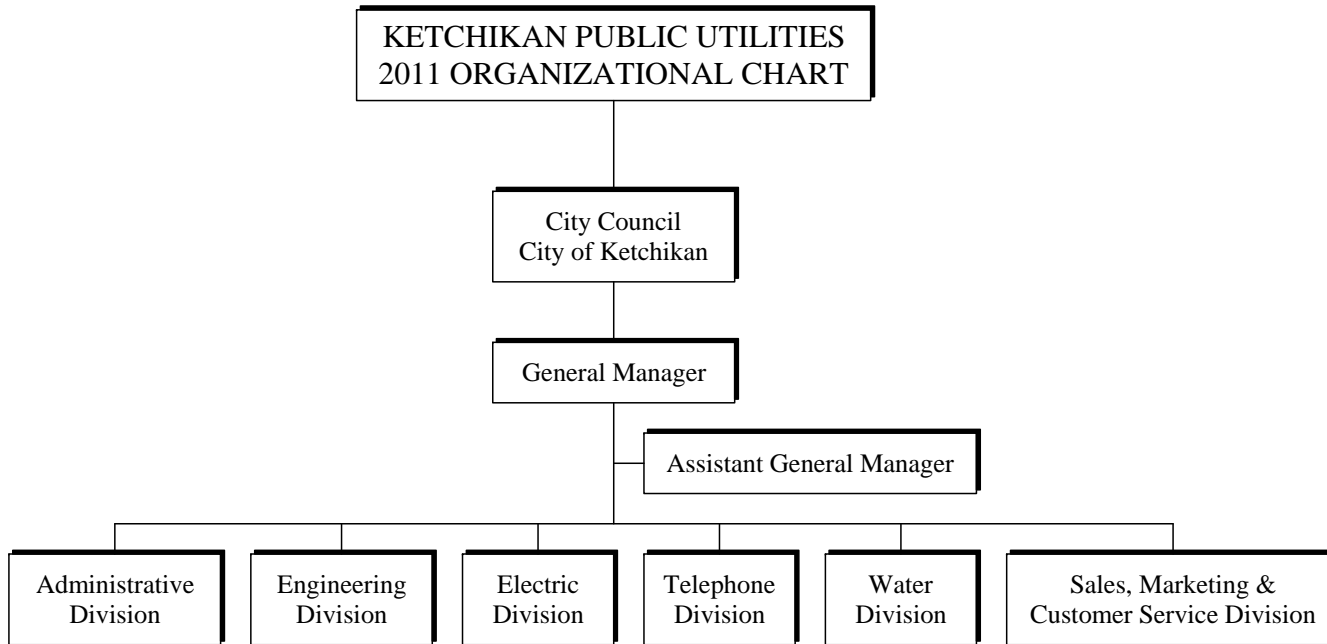 KETCHIKAN PUBLIC UTILITIES
2011 ORGANIZATIONAL CHART
City Council
City of Ketchikan
General Manager
Assistant General Manager
Administrative
Division
Engineering
Division
Electric
Division
Telephone
Division
Water
Division
Sales, Marketing &
Customer Service Division